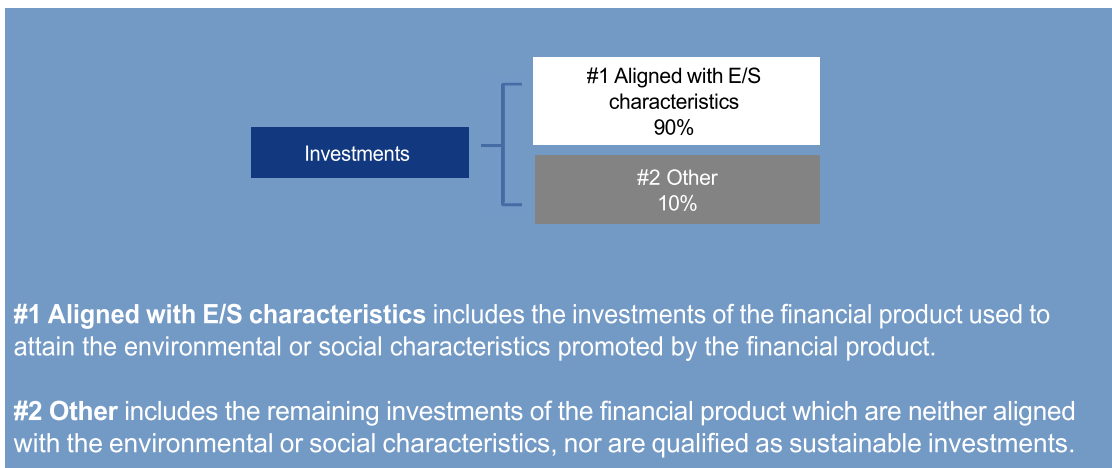 #1 Aligned with E/S
characteristics
90%
Investments
#2 Other
10%
#1 Aligned with E/S characteristics includes the investments of the financial product used to
attain the environmental or social characteristics promoted by the financial product.
#2 Other includes the remaining investments of the financial product which are neither aligned
with the environmental or social characteristics, nor are qualified as sustainable investments.